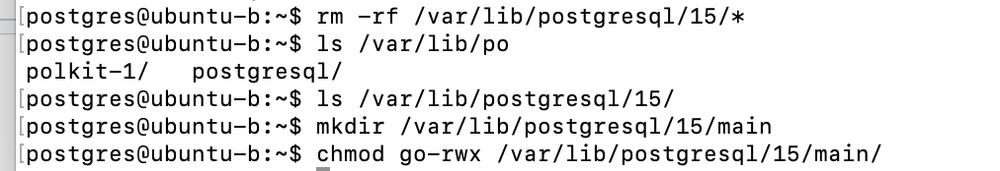 [postgres@ubuntu-b:~$ rm -rf /var/lib/postgresql/15/*
[postgres@ubuntu-b:~$ ls /var/lib/po
polkit-1/   postgresql/
[postgres@ubuntu-b:~$ ls /var/lib/postgresql/15/
[postgres@ubuntu-b:~$ mkdir /var/lib/postgresql/15/main
[postgres@ubuntu-b:~$ chmod go-rwx /var/lib/postgresql/15/main/